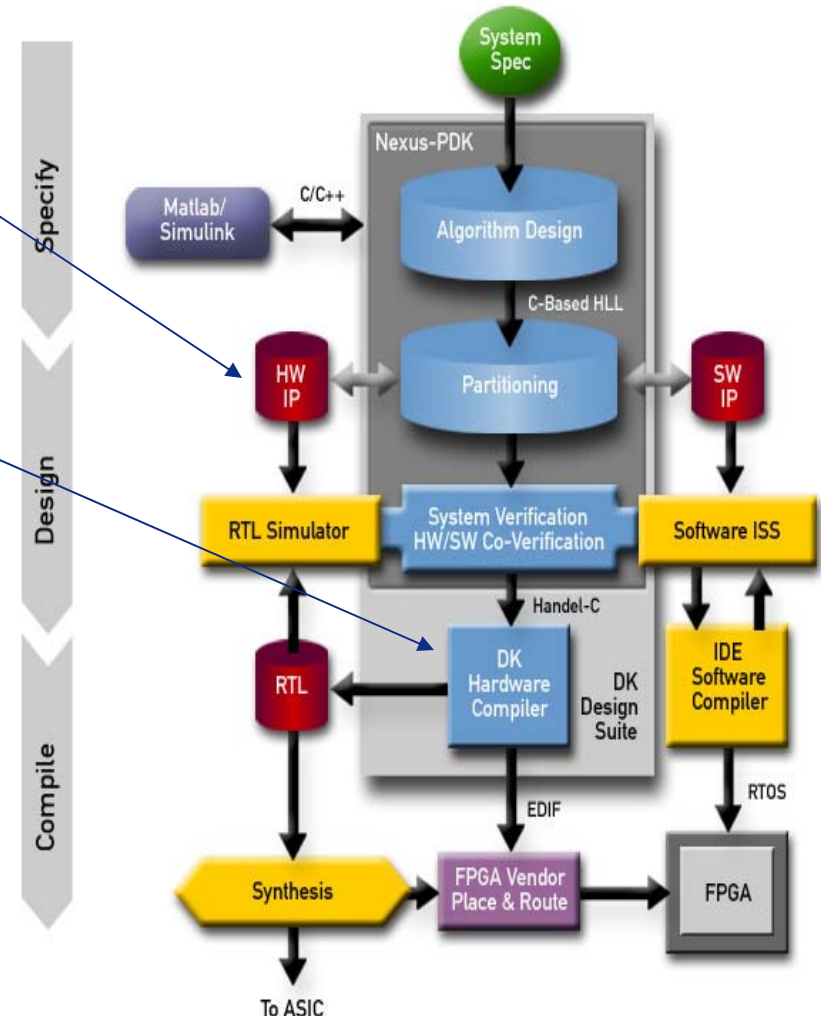 System
Spec
Nexus-PDK
Specify
Matlab/
Simulink
C/C++
Algorithm Design
C-Based HLL
HW
IP
Partitioning
SW
IP
Design
RTL Simulator
System Verification
HW/SW Co-Verification
Software ISS
Handel-C
RTL
DK
Hardware
Compiler
DK
Design
Suite
IDE
Software
Compiler
Compile
EDIF
RTOS
Synthesis
FPGA Vendor
Place & Route
FPGA
To ASIC